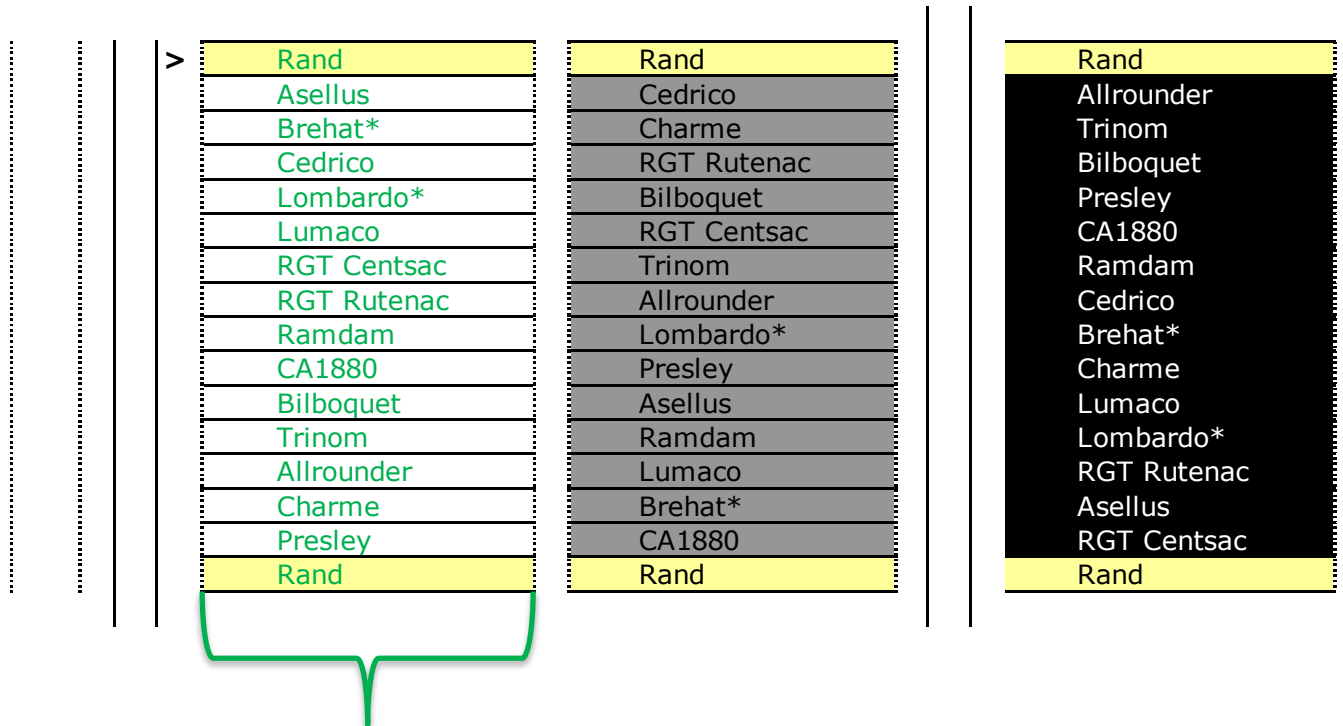 > Rand Rand Rand
Asellus Cedrico Allrounder
Brehat* Charme Trinom
Cedrico RGT Rutenac Bilboquet
Lombardo* Bilboquet Presley
Lumaco RGT Centsac CA1880
RGT Centsac Trinom Ramdam
RGT Rutenac Allrounder Cedrico
Ramdam Lombardo* Brehat*
CA1880 Presley Charme
Bilboquet Asellus Lumaco
Trinom Ramdam Lombardo*
Allrounder Lumaco RGT Rutenac
Charme Brehat* Asellus
Presley CA1880 RGT Centsac
Rand Rand Rand